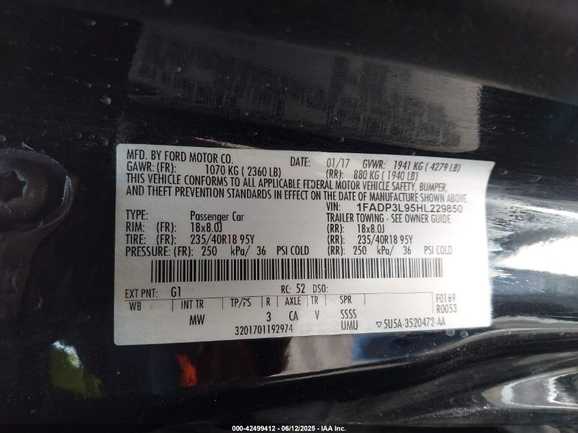 MFD. BY FORD MOTOR CO. DATE: 01/17 GVWR: 1941 KG ( 4279 LB)
GAWR: (FR): 1070 KG ( 2360 LB) (RR): 880 KG ( 1940 LB)
THIS VEHICLE CONFORMS TO ALL APPLICABLE FEDERAL MOTOR VEHICLE SAFETY, BUMPER,
AND THEFT PREVENTION STANDARDS IN EFFECT ON THE DATE OF MANUFACTURE SHOWN ABOVE.
VIN: 1FADP3L95HL229850
TYPE: Passenger Car TRAILER TOWING - SEE OWNER GUIDE
RIM: (FR): 18x8.0J (RR): 18x8.0J
TIRE: (FR): 235/40R18 95Y (RR): 235/40R18 95Y
PRESSURE: (FR): 250 kPa/ 36 PSI COLD (RR): 250 kPa/ 36 PSI COLD
EXT PNT: G1 RC: 52 DSO:
WB INT TR TP/PS R AXLE TR SPR F0169
MW 3 CA V SSSS R0053
3201701192974 UMU 5U5A-3520472-AA
000-42499412 - 06/12/2025 - IAA COM